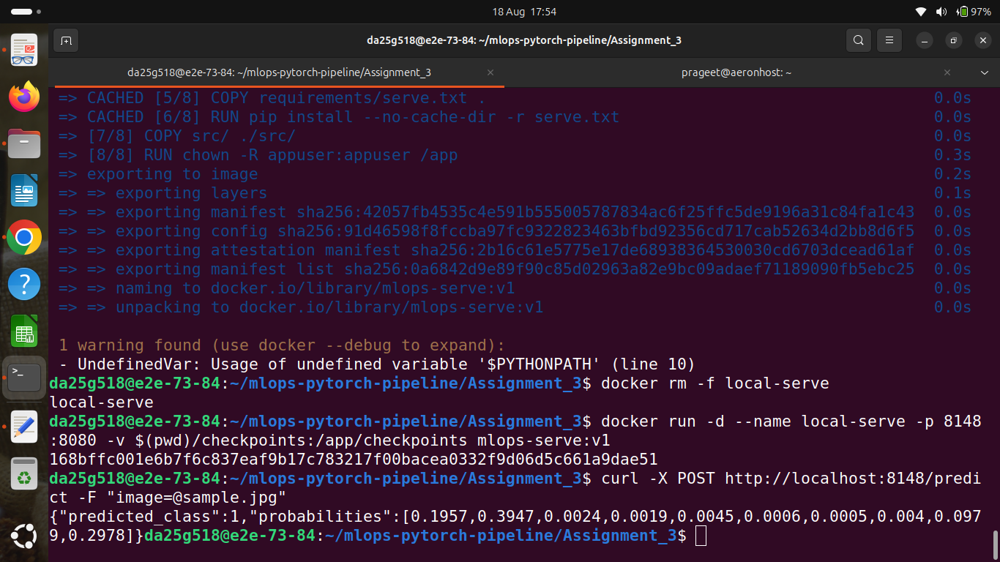 18 Aug 17:54
97%
da25g518@e2e-73-84: ~/mlops-pytorch-pipeline/Assignment_3
da25g518@e2e-73-84: ~/mlops-pytorch-pipeline/Assignment_3
prageet@aeronhost: ~
=> CACHED [5/8] COPY requirements/serve.txt . 0.0s
=> CACHED [6/8] RUN pip install --no-cache-dir -r serve.txt 0.0s
=> [7/8] COPY src/ ./src/ 0.0s
=> [8/8] RUN chown -R appuser:appuser /app 0.3s
=> exporting to image 0.2s
=> => exporting layers 0.1s
=> => exporting manifest sha256:42057fb4535c4e591b555005787834ac6f25ffc5de9196a31c84fa1c43 0.0s
=> => exporting config sha256:91d46598f8fccba97fc9322823463bfbd92356cd717cab52634d2bb8d6f5 0.0s
=> => exporting attestation manifest sha256:2b16c61e5775e17de68938364530030cd6703dcead61af 0.0s
=> => exporting manifest list sha256:0a6842d9e89f90c85d02963a82e9bc09adaef71189090fb5ebc25 0.0s
=> => naming to docker.io/library/mlops-serve:v1 0.0s
=> => unpacking to docker.io/library/mlops-serve:v1 0.0s
1 warning found (use docker --debug to expand):
- UndefinedVar: Usage of undefined variable '$PYTHONPATH' (line 10)
da25g518@e2e-73-84:~/mlops-pytorch-pipeline/Assignment_3$ docker rm -f local-serve
local-serve
da25g518@e2e-73-84:~/mlops-pytorch-pipeline/Assignment_3$ docker run -d --name local-serve -p 8148
:8080 -v $(pwd)/checkpoints:/app/checkpoints mlops-serve:v1
168bffc001e6b7f6c837eaf9b17c783217f00bacea0332f9d06d5c661a9dae51
da25g518@e2e-73-84:~/mlops-pytorch-pipeline/Assignment_3$ curl -X POST http://localhost:8148/predi
ct -F "image=@sample.jpg"
{"predicted_class":1,"probabilities":[0.1957,0.3947,0.0024,0.0019,0.0045,0.0006,0.0005,0.004,0.097
9,0.2978]}da25g518@e2e-73-84:~/mlops-pytorch-pipeline/Assignment_3$